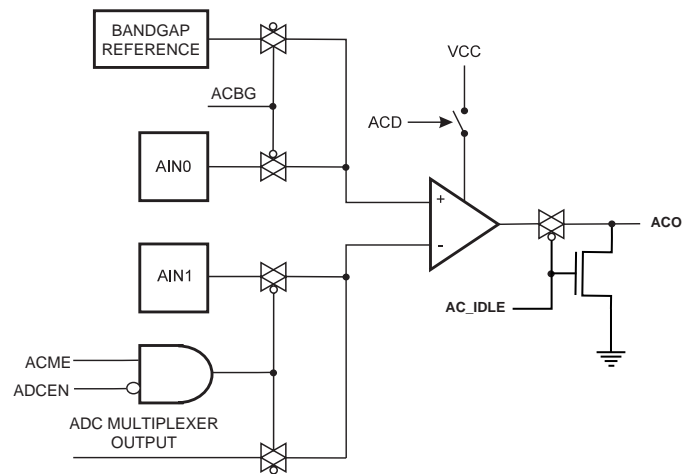 BANDGAP
REFERENCE
VCC
ACBG
ACD
AIN0
+
-
ACO
AIN1
AC_IDLE
ACME
ADCEN
ADC MULTIPLEXER
OUTPUT